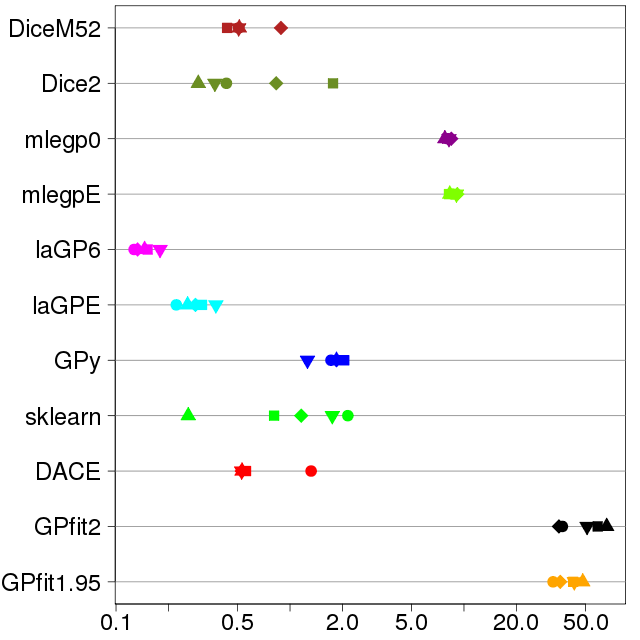 DiceM52
Dice2
mlegp0
mlegpE
laGP6
laGPE
GPy
sklearn
DACE
GPfit2
GPfit1.95
0.1 0.5 2.0 5.0 20.0 50.0